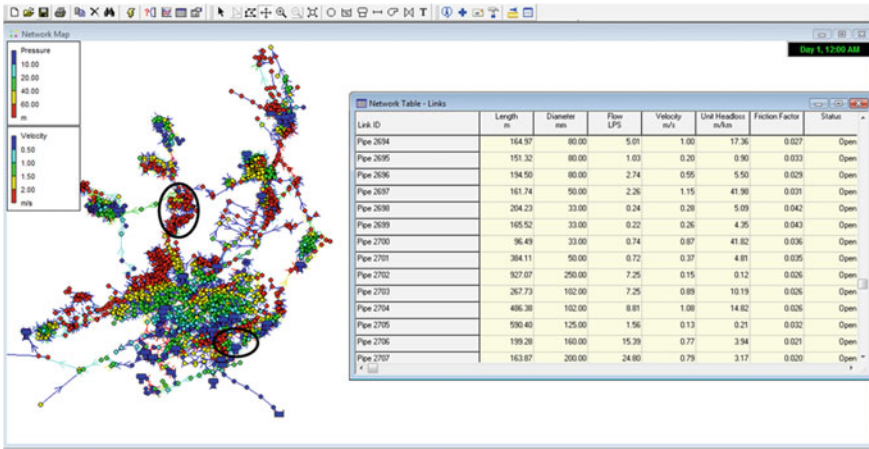 T
Network Map
Day 1, 12:00 AM
Pressure
10.00
20.00
40.00
60.00
m
Velocity
0.50
1.00
1.50
2.00
m/s
Network Table - Links
Link ID Length m Diameter mm Flow LPS Velocity m/s Unit Headloss m/km Friction Factor Status
Pipe 2694 164.97 80.00 5.01 1.00 17.36 0.027 Open
Pipe 2695 151.32 80.00 1.03 0.20 0.90 0.033 Open
Pipe 2696 194.50 80.00 2.74 0.55 5.50 0.029 Open
Pipe 2697 161.74 50.00 2.26 1.15 41.98 0.031 Open
Pipe 2698 204.23 33.00 0.24 0.28 5.09 0.042 Open
Pipe 2699 165.52 33.00 0.22 0.26 4.35 0.043 Open
Pipe 2700 96.49 33.00 0.74 0.87 41.82 0.036 Open
Pipe 2701 384.11 50.00 0.72 0.37 4.81 0.035 Open
Pipe 2702 927.07 250.00 7.25 0.15 0.12 0.026 Open
Pipe 2703 267.73 102.00 7.25 0.89 10.19 0.026 Open
Pipe 2704 486.38 102.00 8.81 1.08 14.82 0.026 Open
Pipe 2705 590.40 125.00 1.56 0.13 0.21 0.032 Open
Pipe 2706 199.28 160.00 15.39 0.77 3.94 0.021 Open
Pipe 2707 163.87 200.00 24.80 0.79 3.17 0.020 Open